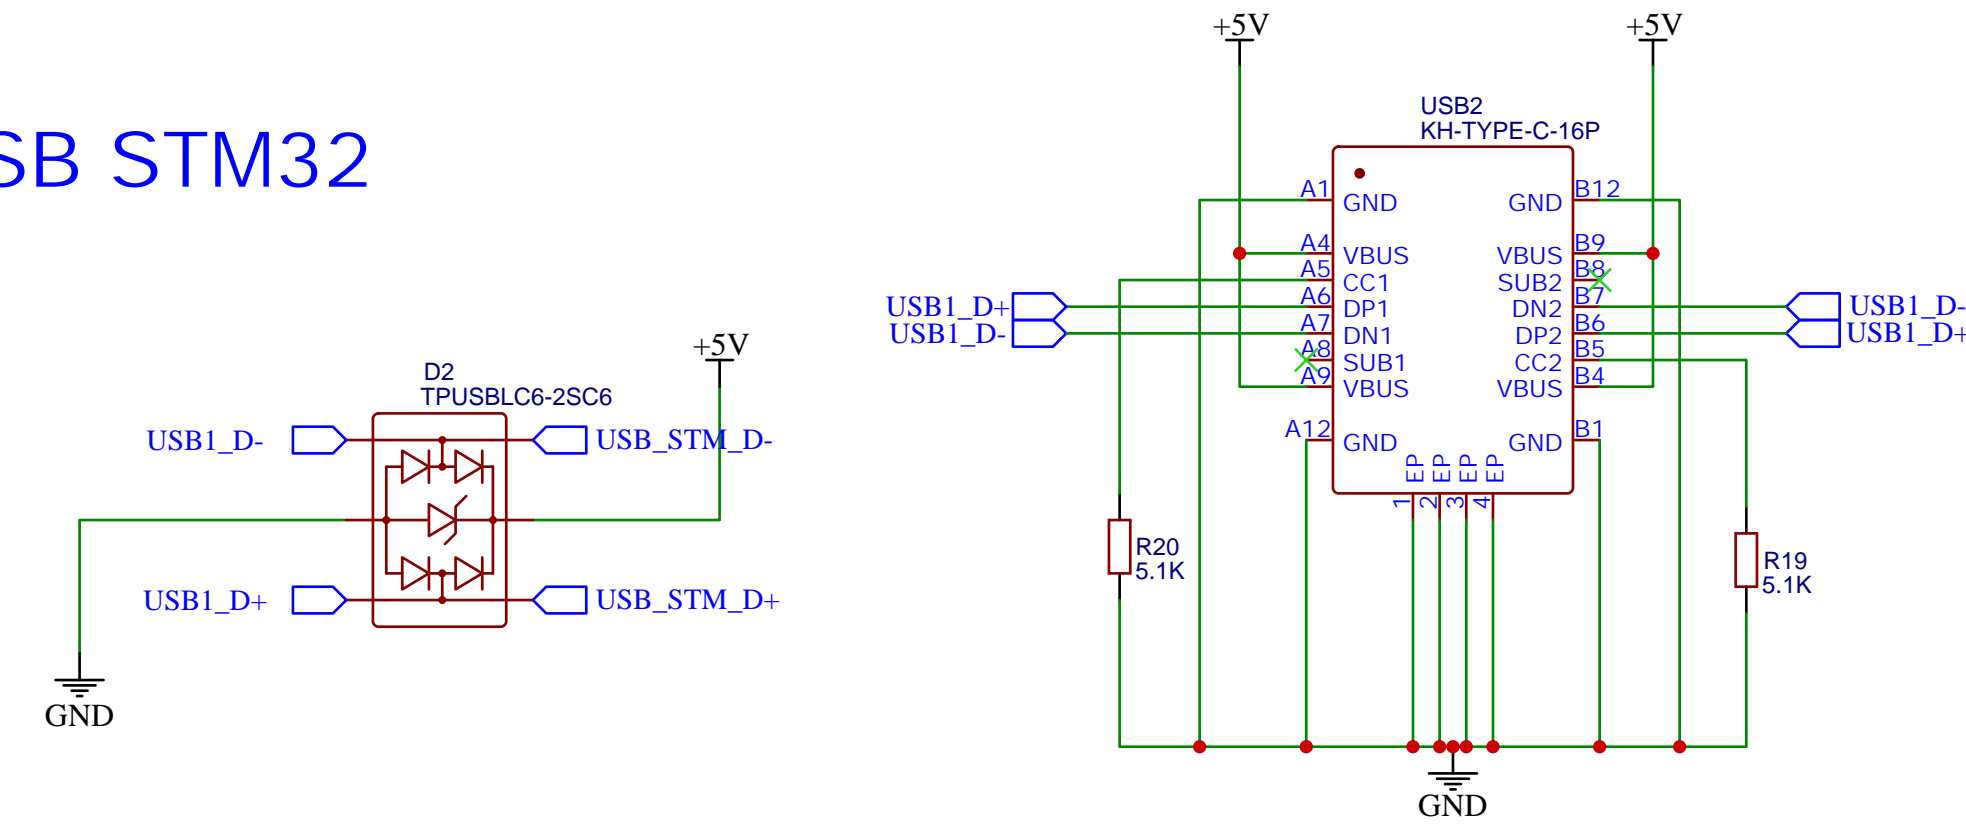 SB STM32
D2
TPUSBLC6-2SC6
+5V
USB1_D-
USB_STM_D-
USB1_D+
USB_STM_D+
GND
+5V
+5V
USB2
KH-TYPE-C-16P
A1 GND
GND B12
A4 VBUS
VBUS B9
A5 CC1
SUB2 B8
USB1_D+ A6 DP1
DN2 B7 USB1_D-
USB1_D- A7 DN1
DP2 B6 USB1_D+
A8 SUB1
CC2 B5
A9 VBUS
VBUS B4
A12 GND
GND B1
EP EP EP EP
1 2 3 4
R20
5.1K
R19
5.1K
GND